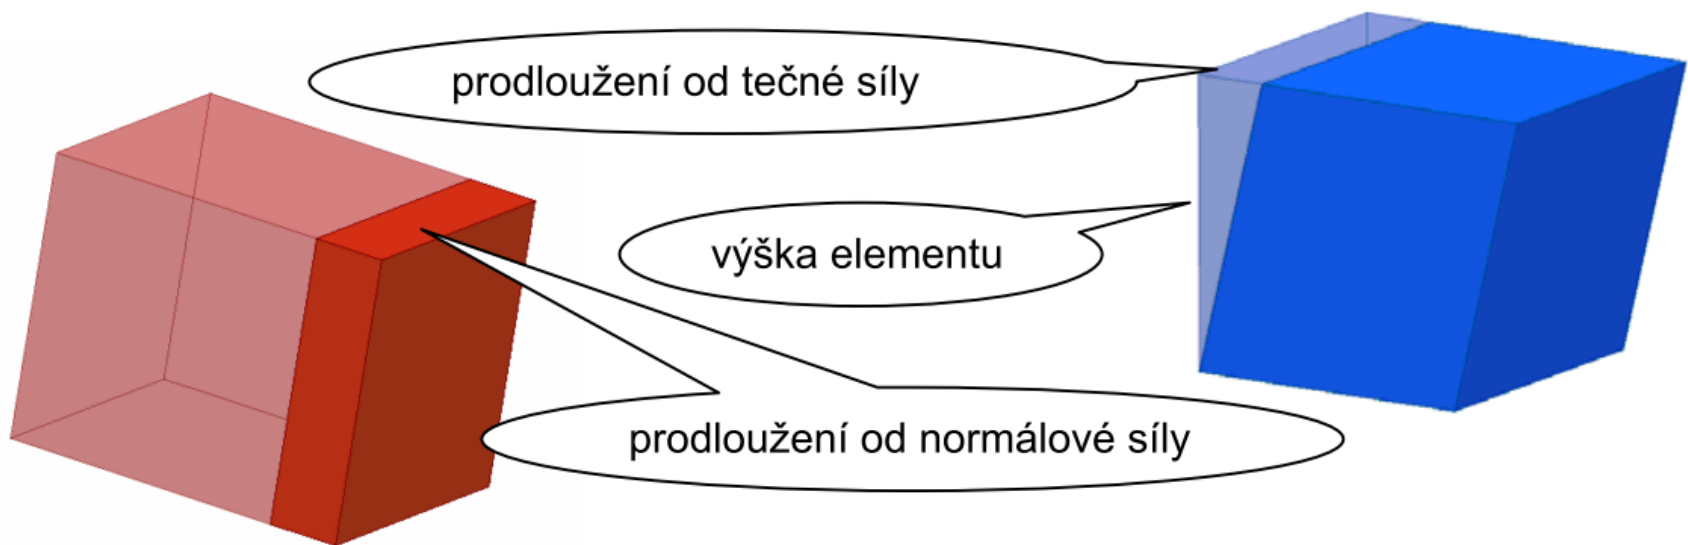 prodloužení od tečné síly
výška elementu
prodloužení od normálové síly